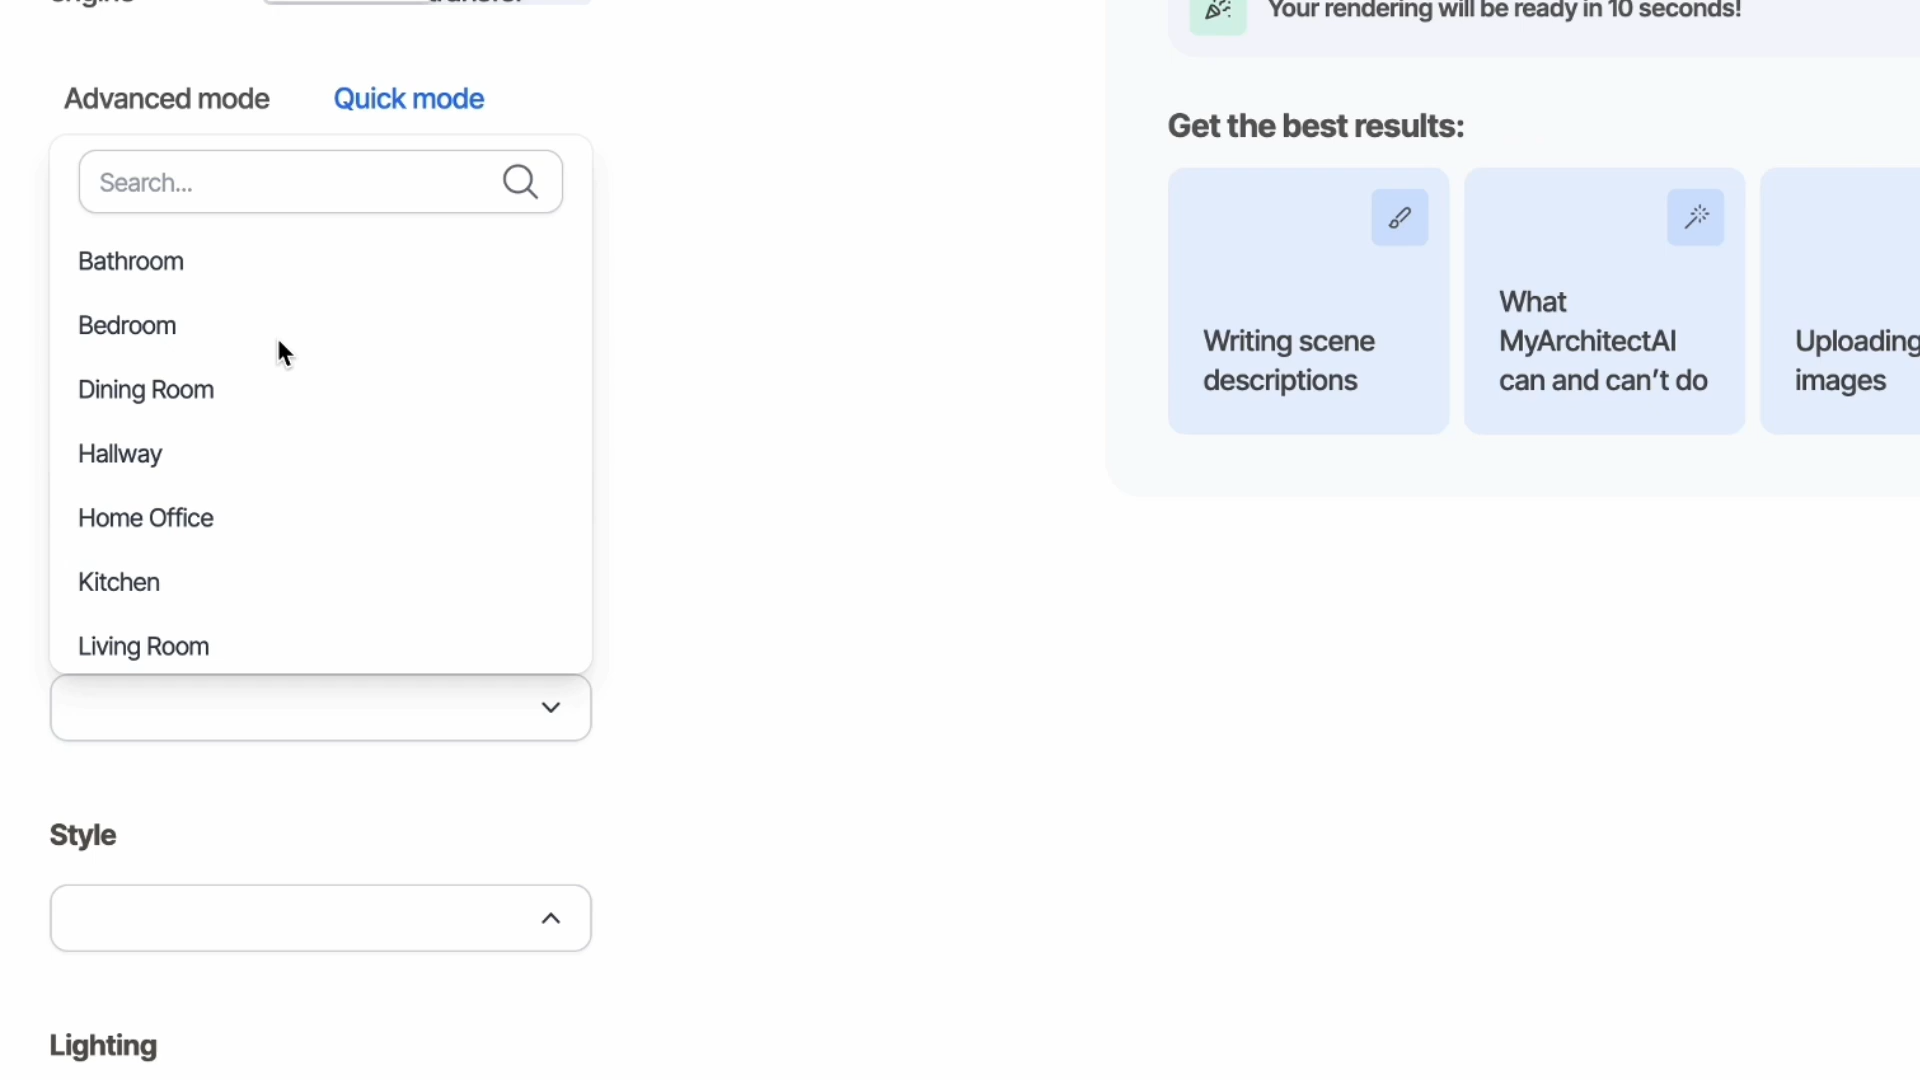 Advanced mode
Quick mode
Search...
Bathroom
Bedroom
Dining Room
Hallway
Home Office
Kitchen
Living Room
Style
Lighting
Your rendering will be ready in 10 seconds!
Get the best results:
Writing scene
descriptions
What
MyArchitectAI
can and can't do
Uploading
images